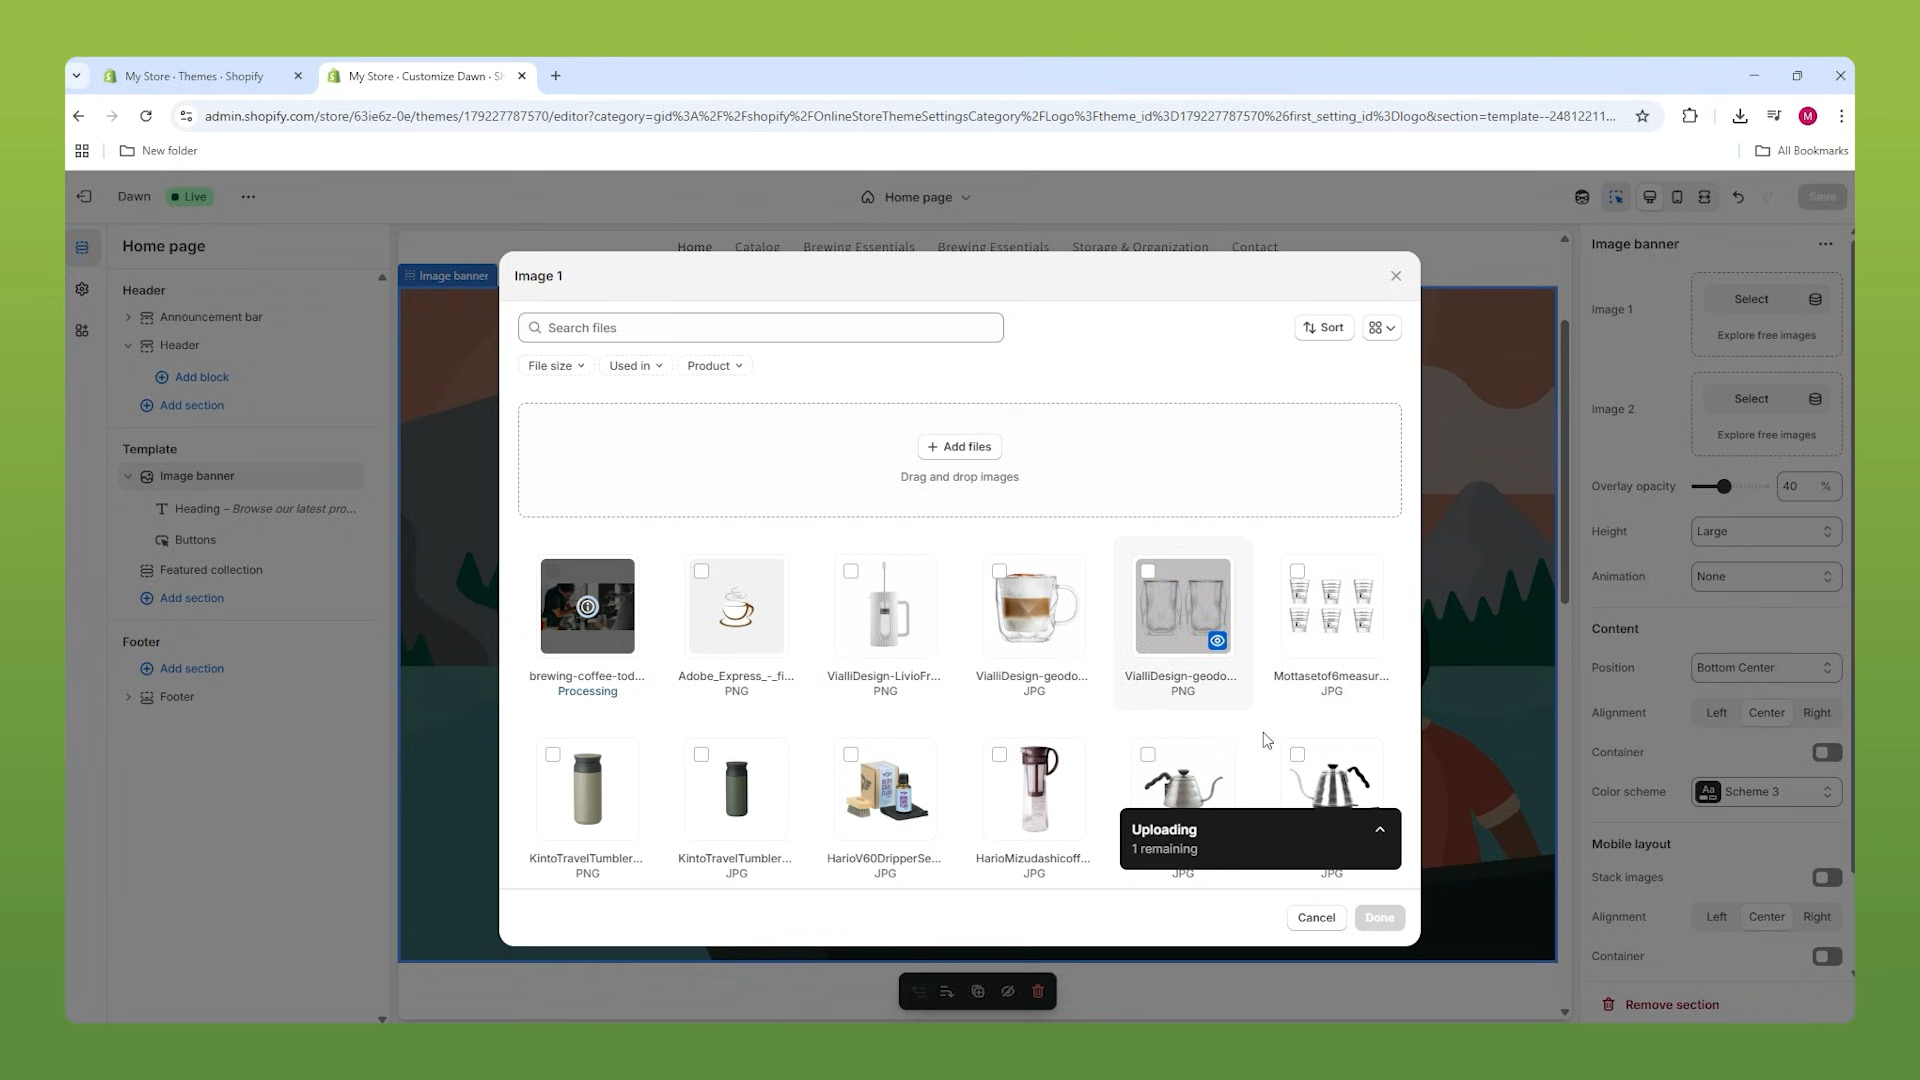 My Store · Themes · Shopify
My Store · Customize Dawn · Sh
admin.shopify.com/store/63ie6z-0e/themes/179227787570/editor?category=gid%3A%2F%2Fshopify%2FOnlineStoreThemeSettingsCategory%2FLogo%3Ftheme_id%3D179227787570%26first_setting_id%3Dlogo&section=template--24812211...
M
New folder
All Bookmarks
Dawn
Live
Home page
Save
Home page
Header
Announcement bar
Header
Add block
Add section
Template
Image banner
Heading – Browse our latest pro...
Buttons
Featured collection
Add section
Footer
Add section
Footer
Home
Catalog
Brewing Essentials
Brewing Essentials
Storage & Organization
Contact
Image banner
Image 1
Search files
Sort
File size
Used in
Product
Add files
Drag and drop images
brewing-coffee-tod...
Processing
Adobe_Express_-_fi...
PNG
VialliDesign-LivioFr...
PNG
VialliDesign-geodo...
JPG
VialliDesign-geodo...
PNG
Mottasetof6measur...
JPG
KintoTravelTumbler...
PNG
KintoTravelTumbler...
JPG
HarioV60DripperSe...
JPG
HarioMizudashicoff...
JPG
JPG
JPG
Uploading
1 remaining
Cancel
Done
Image banner
Image 1
Select
Explore free images
Image 2
Select
Explore free images
Overlay opacity
40 %
Height
Large
Animation
None
Content
Position
Bottom Center
Alignment
Left
Center
Right
Container
Color scheme
Aa
Scheme 3
Mobile layout
Stack images
Alignment
Left
Center
Right
Container
Remove section